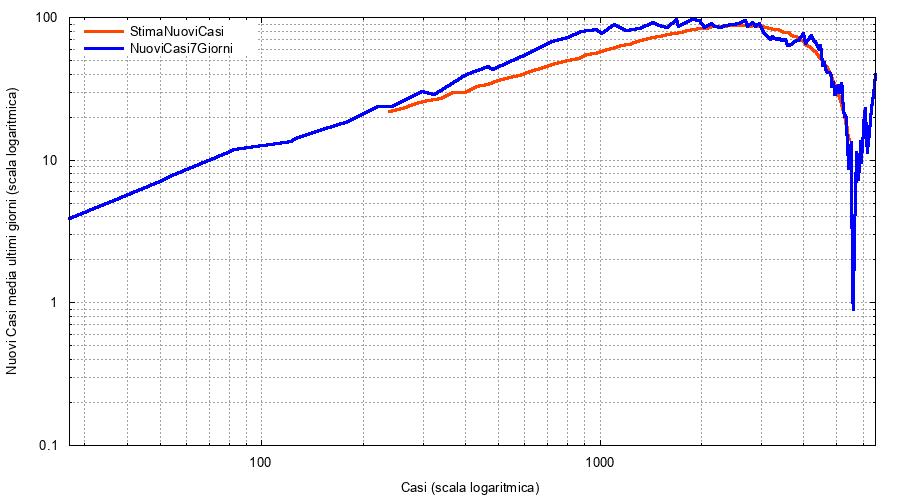 StimaNuoviCasi
NuoviCasi7Giorni
100
10
1
0.1
Nuovi Casi media ultimi giorni (scala logaritmica)
100
1000
Casi (scala logaritmica)